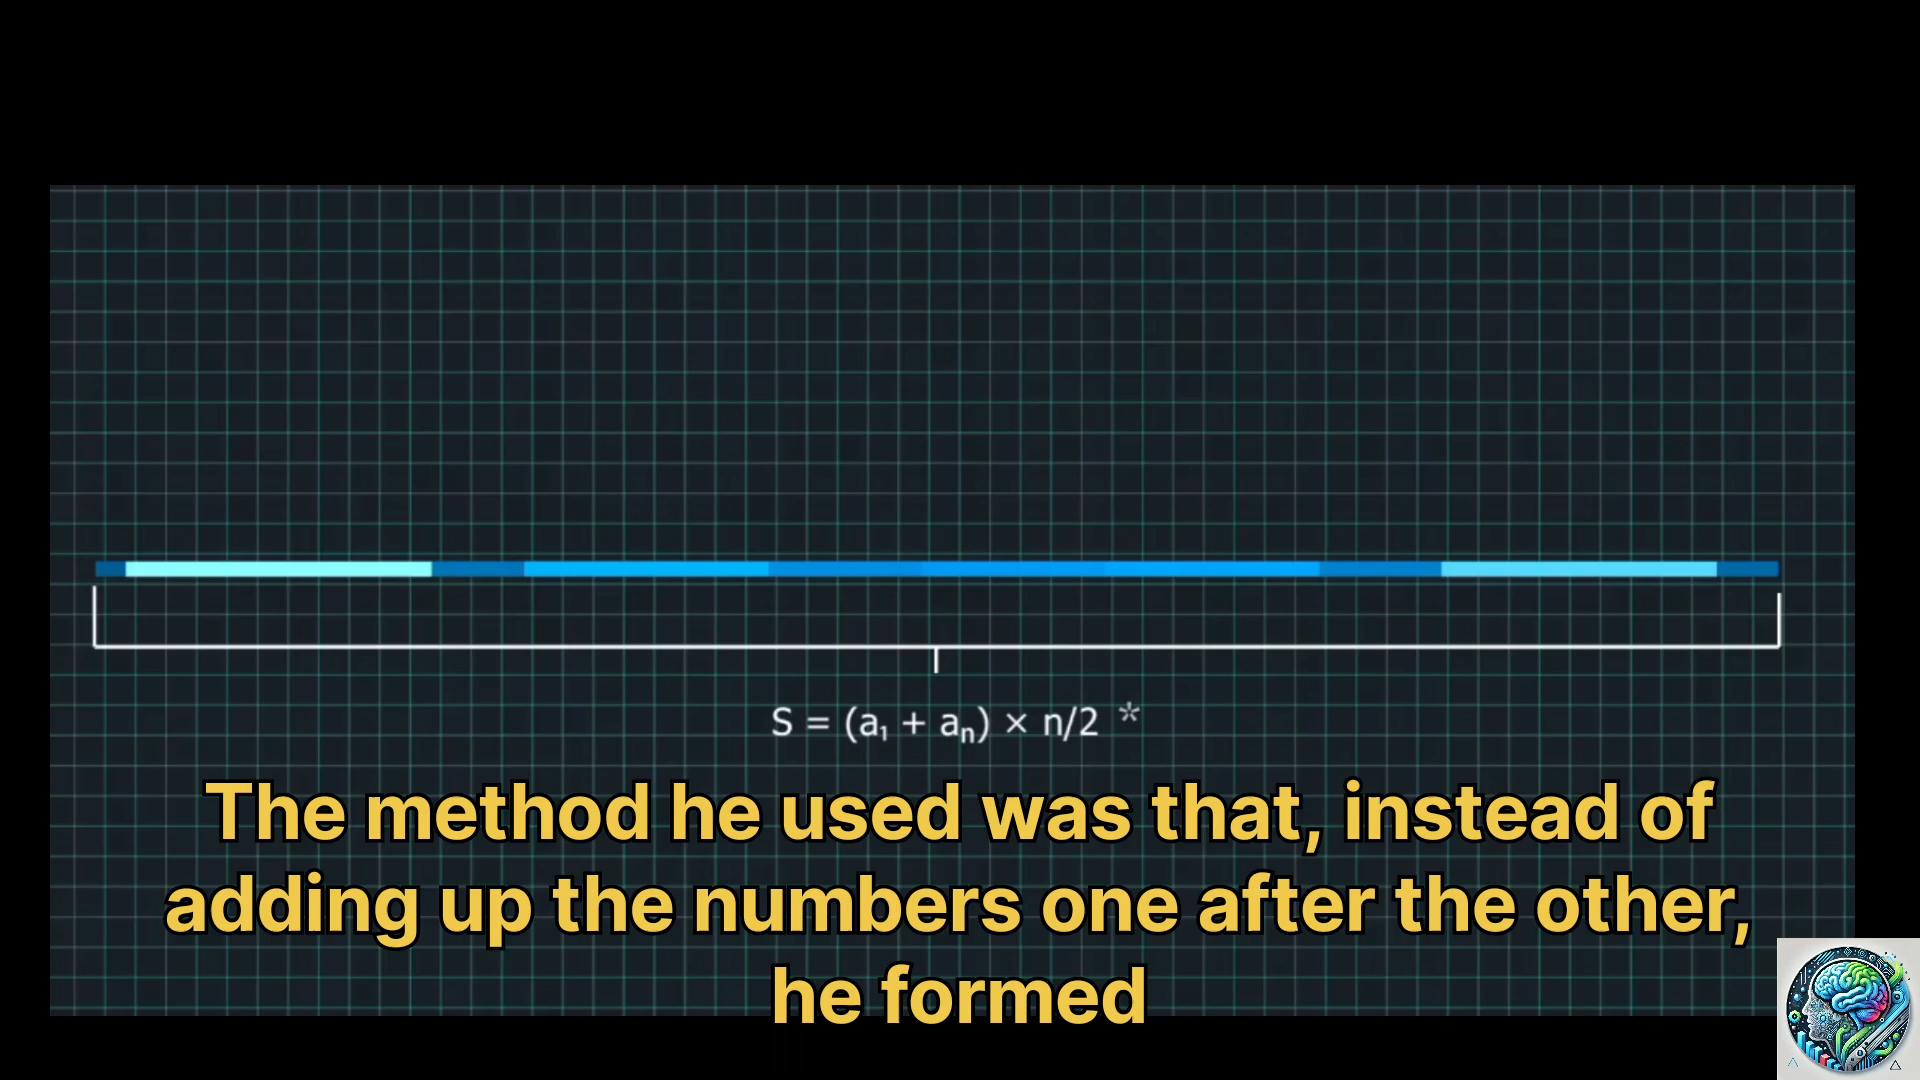 S = (a₁ + aₙ) × n/2 *
The method he used was that, instead of
adding up the numbers one after the other,
he formed